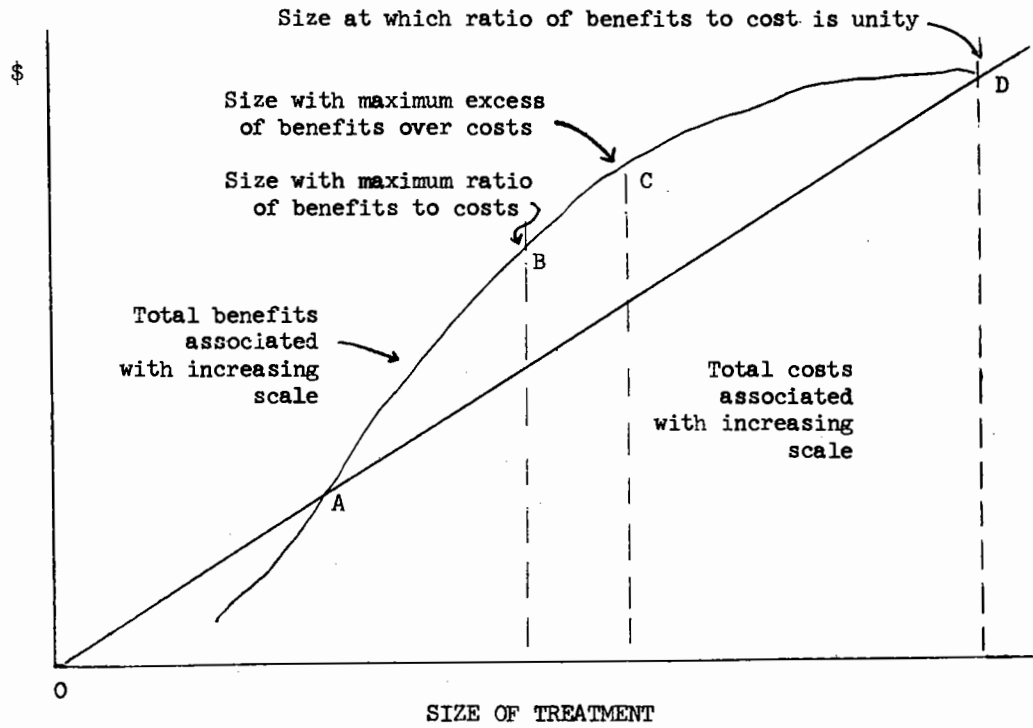 Size at which ratio of benefits to cost is unity
$
D
Size with maximum excess
of benefits over costs
Size with maximum ratio
of benefits to costs
C
B
Total benefits
associated
with increasing
scale
Total costs
associated
with increasing
scale
A
O
SIZE OF TREATMENT